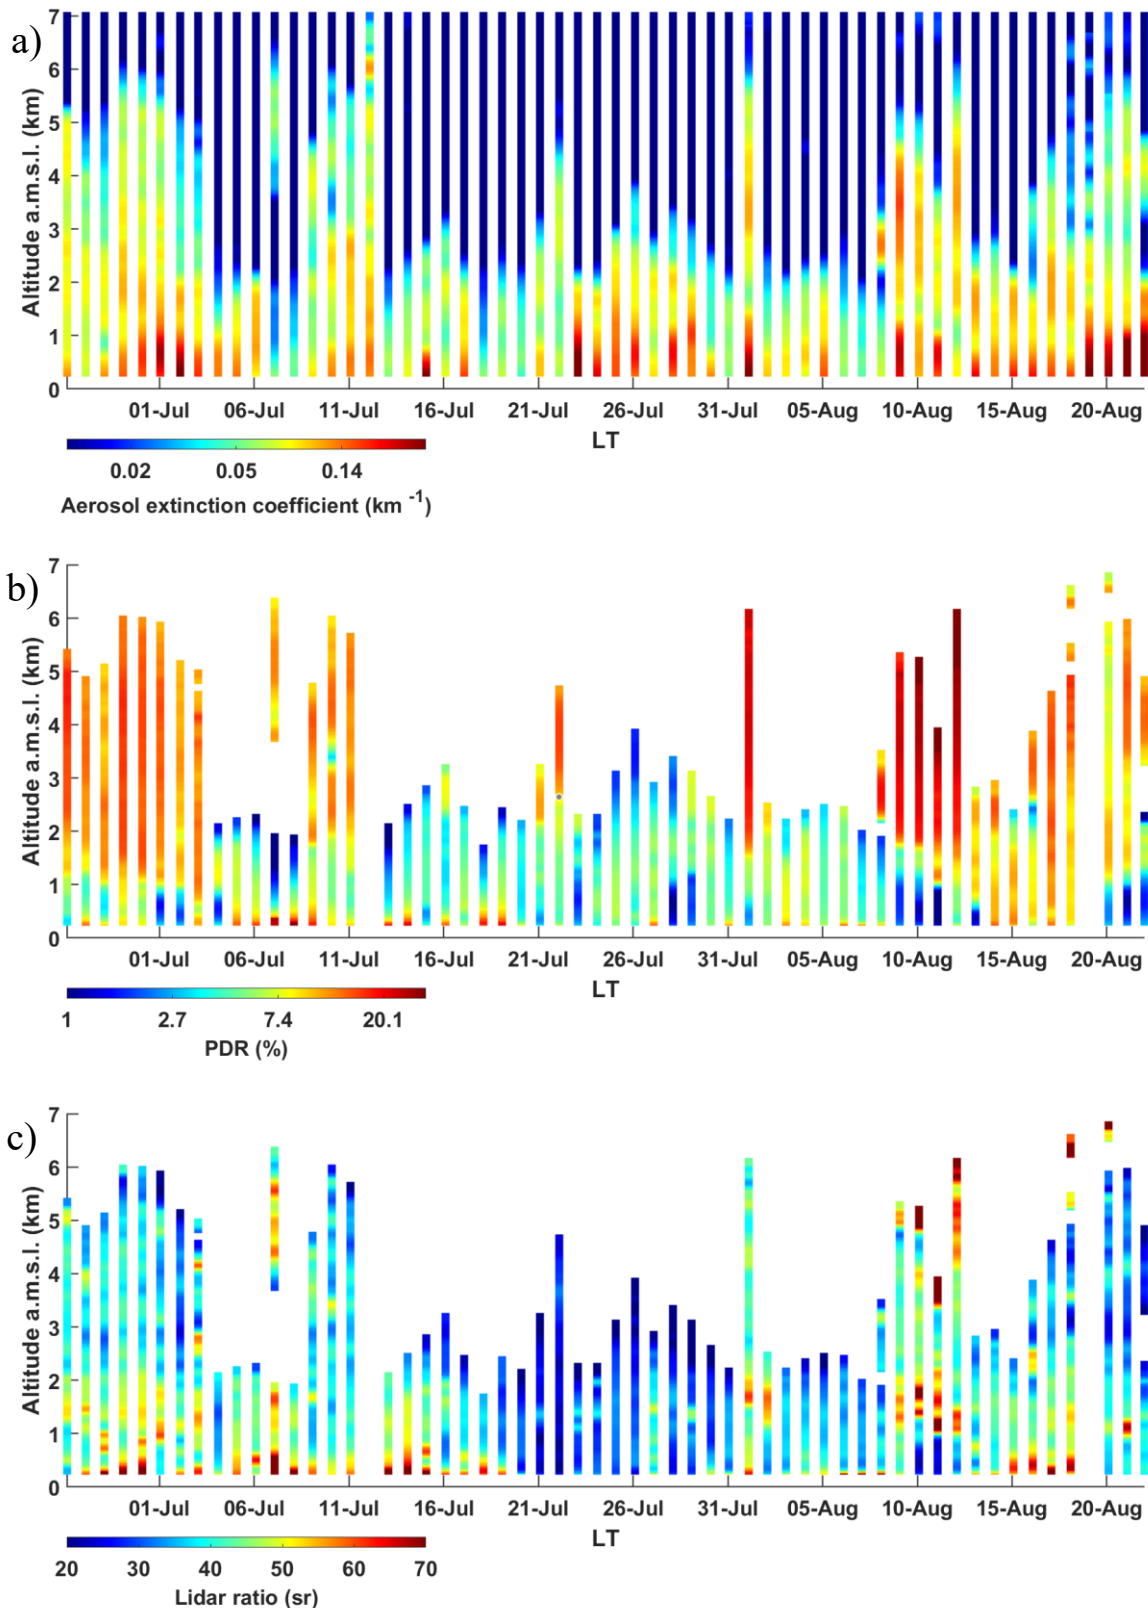 a)
7
6
5
4
3
2
1
0
Altitude a.m.s.l. (km)
01-Jul 06-Jul 11-Jul 16-Jul 21-Jul 26-Jul 31-Jul 05-Aug 10-Aug 15-Aug 20-Aug
LT
0.02 0.05 0.14
Aerosol extinction coefficient (km -1)
b)
7
6
5
4
3
2
1
0
Altitude a.m.s.l. (km)
01-Jul 06-Jul 11-Jul 16-Jul 21-Jul 26-Jul 31-Jul 05-Aug 10-Aug 15-Aug 20-Aug
LT
1 2.7 7.4 20.1
PDR (%)
c)
7
6
5
4
3
2
1
0
Altitude a.m.s.l. (km)
01-Jul 06-Jul 11-Jul 16-Jul 21-Jul 26-Jul 31-Jul 05-Aug 10-Aug 15-Aug 20-Aug
LT
20 30 40 50 60 70
Lidar ratio (sr)